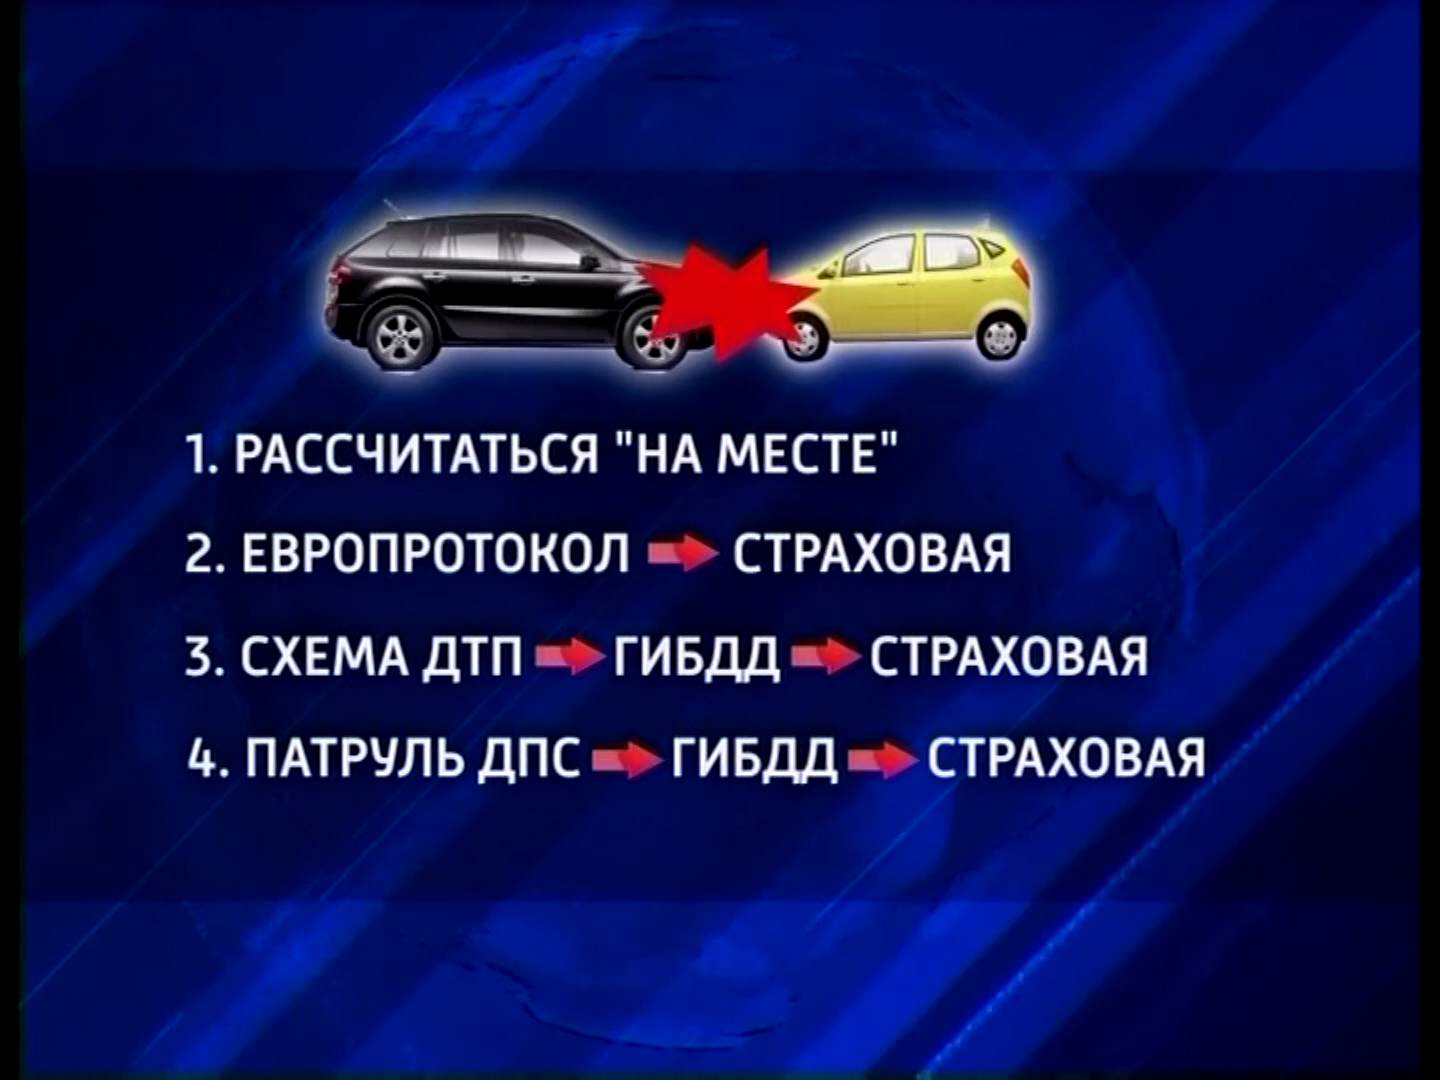 1. РАССЧИТАТЬСЯ "НА МЕСТЕ"
2. ЕВРОПРОТОКОЛ СТРАХОВАЯ
3. СХЕМА ДТП ГИБДД СТРАХОВАЯ
4. ПАТРУЛЬ ДПС ГИБДД СТРАХОВАЯ